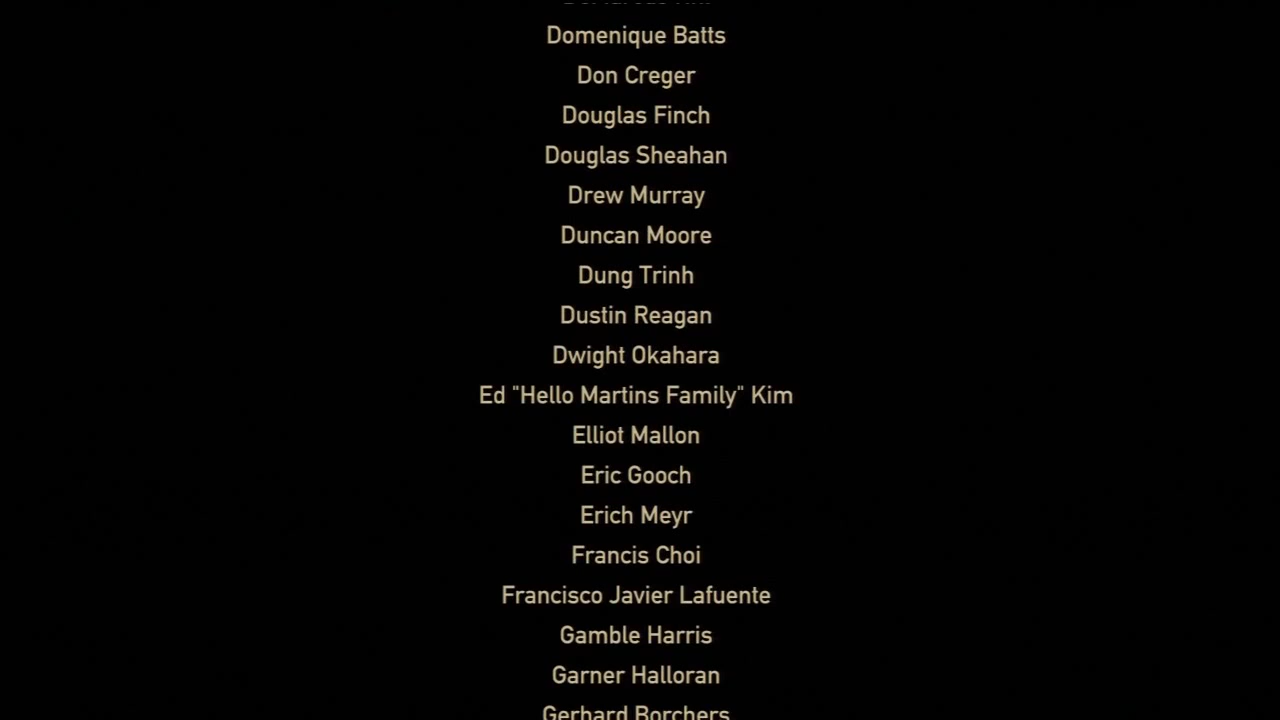 Domenique Batts
Don Creger
Douglas Finch
Douglas Sheahan
Drew Murray
Duncan Moore
Dung Trinh
Dustin Reagan
Dwight Okahara
Ed "Hello Martins Family" Kim
Elliot Mallon
Eric Gooch
Erich Meyr
Francis Choi
Francisco Javier Lafuente
Gamble Harris
Garner Halloran
Gerhard Borchers